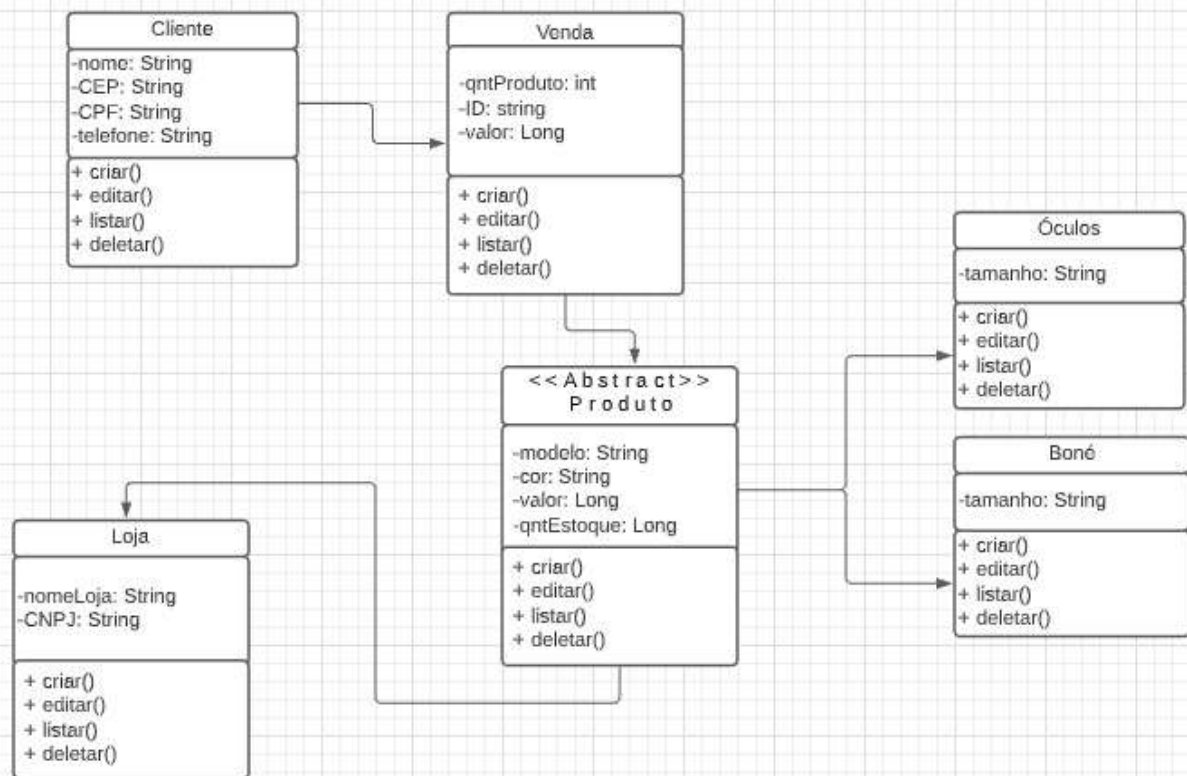 Cliente
-nome: String
-CEP: String
-CPF: String
-telefone: String
+ criar()
+ editar()
+ listar()
+ deletar()
Venda
-qntProduto: int
-ID: string
-valor: Long
+ criar()
+ editar()
+ listar()
+ deletar()
Óculos
-tamanho: String
+ criar()
+ editar()
+ listar()
+ deletar()
<<Abstract>>
Produto
-modelo: String
-cor: String
-valor: Long
-qntEstoque: Long
+ criar()
+ editar()
+ listar()
+ deletar()
Boné
-tamanho: String
+ criar()
+ editar()
+ listar()
+ deletar()
Loja
-nomeLoja: String
-CNPJ: String
+ criar()
+ editar()
+ listar()
+ deletar()